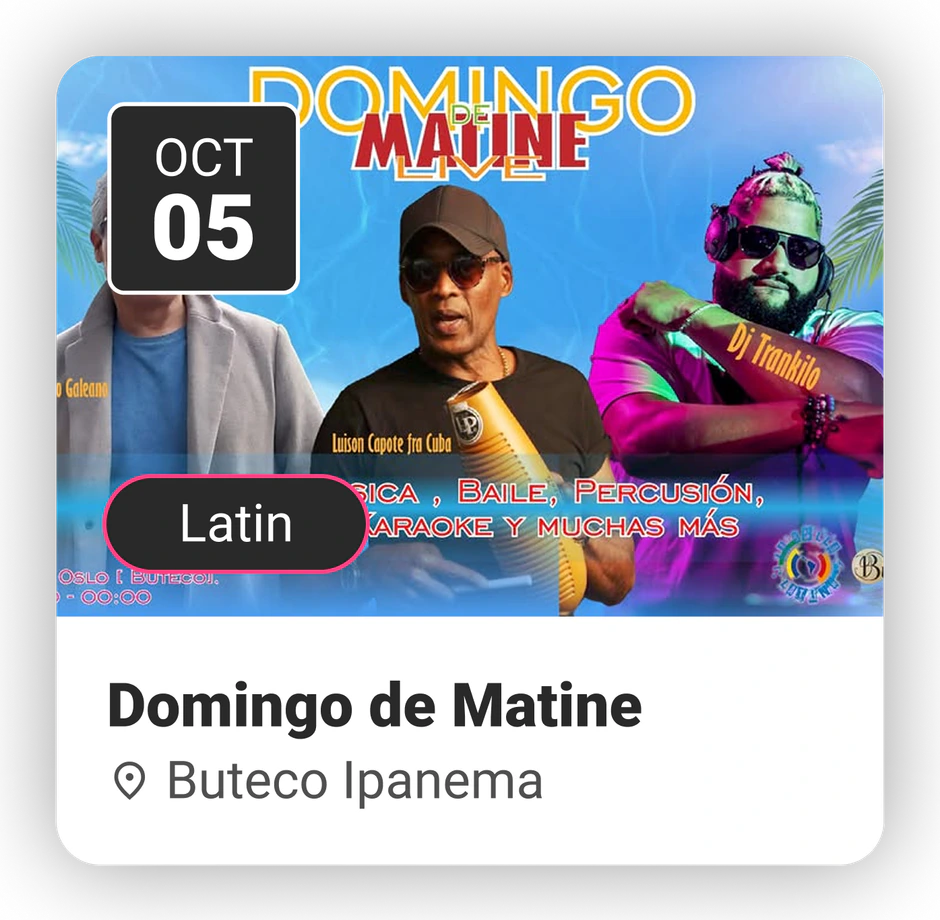 DOMINGO
DE
MATINE
LIVE
OCT
05
Dj Trankilo
o Galeano
LP
Luison Capote fra Cuba
SICA , BAILE, PERCUSIÓN,
KARAOKE Y MUCHAS MÁS
Latin
OSLO [ BUTECO].
- 00:00
Domingo de Matine
Buteco Ipanema